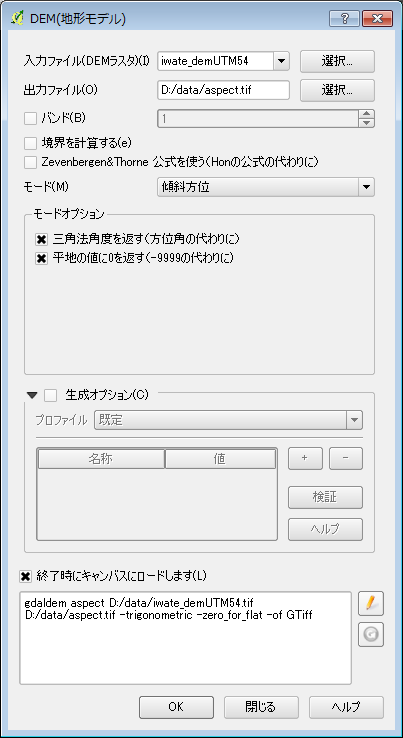 DEM(地形モデル)
入力ファイル(DEMラスタ)(I) iwate_demUTM54 選択...
出力ファイル(O) D:/data/aspect.tif 選択...
バンド(B) 1
境界を計算する(e)
Zevenbergen&Thorne 公式を使う(Honの公式の代わりに)
モード(M) 傾斜方位
モードオプション
三角法角度を返す(方位角の代わりに)
平地の値に0を返す(-9999の代わりに)
生成オプション(C)
プロファイル 既定
名称 値 + -
検証
ヘルプ
終了時にキャンバスにロードします(L)
gdaldem aspect D:/data/iwate_demUTM54.tif
D:/data/aspect.tif -trigonometric -zero_for_flat -of GTiff
OK 閉じる ヘルプ